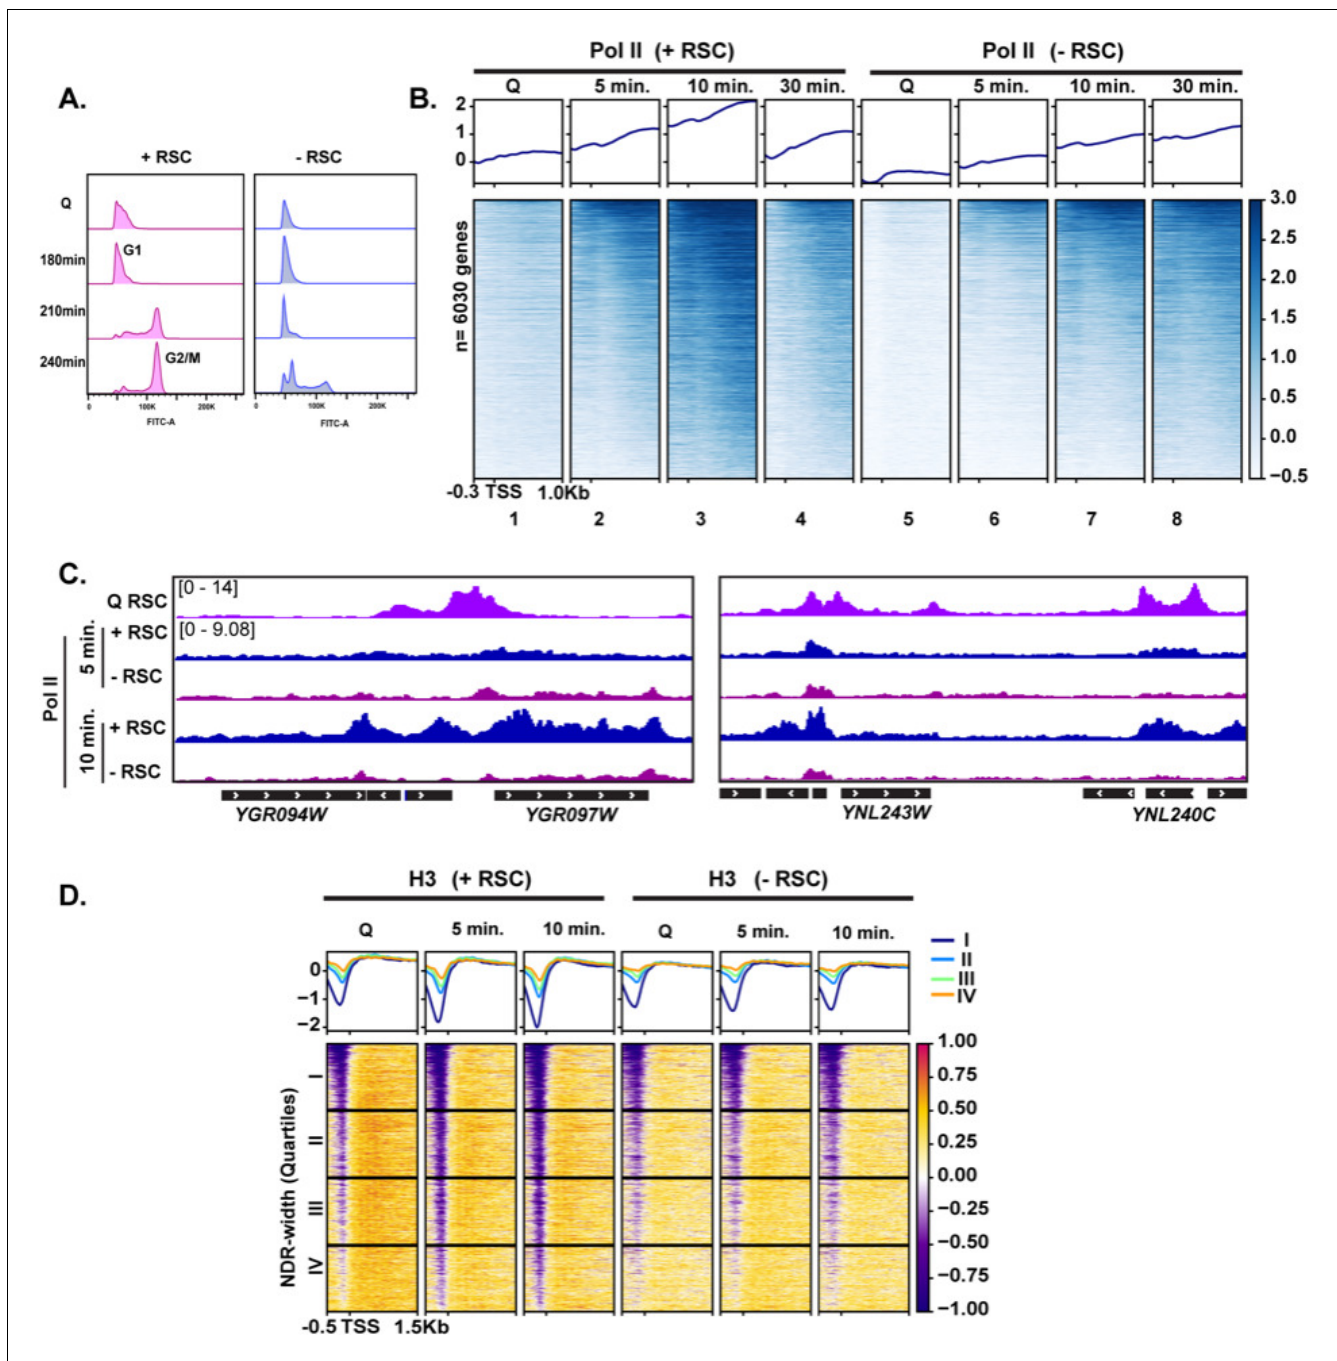 A.
+ RSC
- RSC
Q
180min
210min
240min
G1
G2/M
0 100K 200K
0 100K 200K
FITC-A
FITC-A
B.
Pol II (+ RSC)
Pol II (- RSC)
Q 5 min. 10 min. 30 min. Q 5 min. 10 min. 30 min.
2
1
0
n= 6030 genes
3.0
2.5
2.0
1.5
1.0
0.5
0.0
−0.5
-0.3 TSS 1.0Kb
1 2 3 4 5 6 7 8
C.
Q RSC
[0 - 14]
+ RSC
[0 - 9.08]
- RSC
+ RSC
- RSC
Pol II
5 min.
10 min.
YGR094W
YGR097W
YNL243W
YNL240C
D.
H3 (+ RSC)
H3 (- RSC)
Q 5 min. 10 min. Q 5 min. 10 min.
I
II
III
IV
0
−1
−2
NDR-width (Quartiles)
I
II
III
IV
1.00
0.75
0.50
0.25
0.00
−0.25
−0.50
−0.75
−1.00
-0.5 TSS 1.5Kb